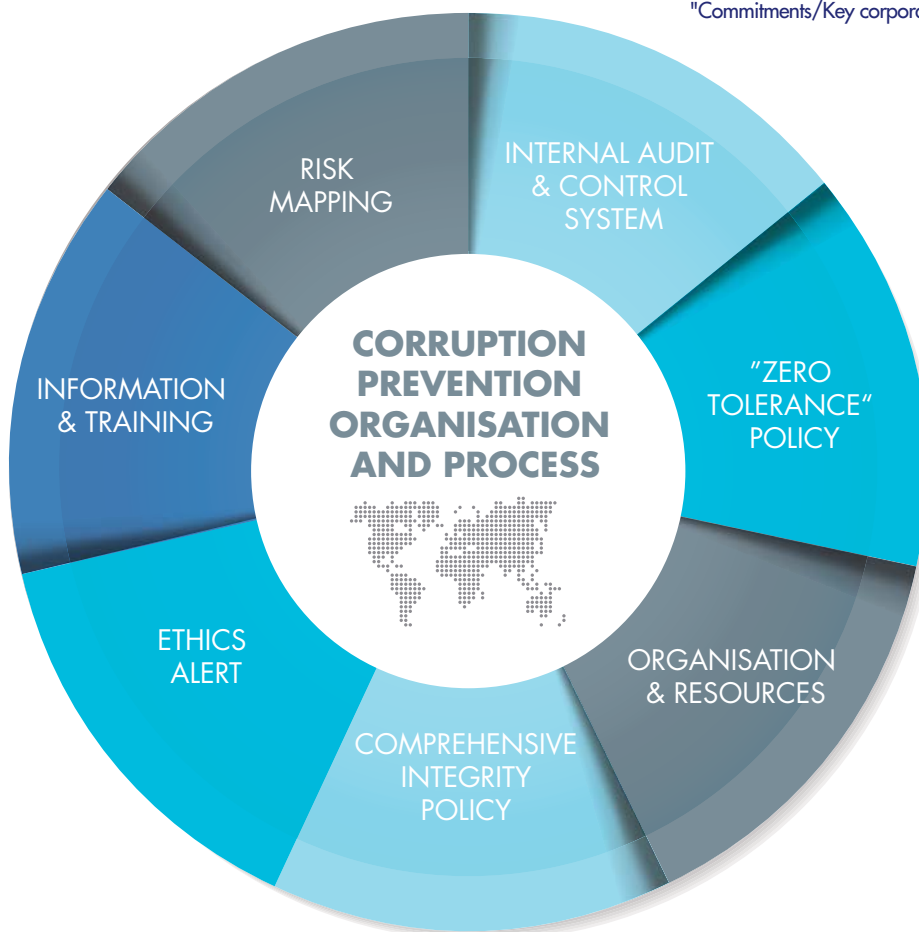 "Commitments/Key
RISK
MAPPING
INTERNAL AUDIT
& CONTROL
SYSTEM
"ZERO
TOLERANCE"
POLICY
ORGANISATION
& RESOURCES
COMPREHENSIVE
INTEGRITY
POLICY
ETHICS
ALERT
INFORMATION
& TRAINING
CORRUPTION
PREVENTION
ORGANISATION
AND PROCESS